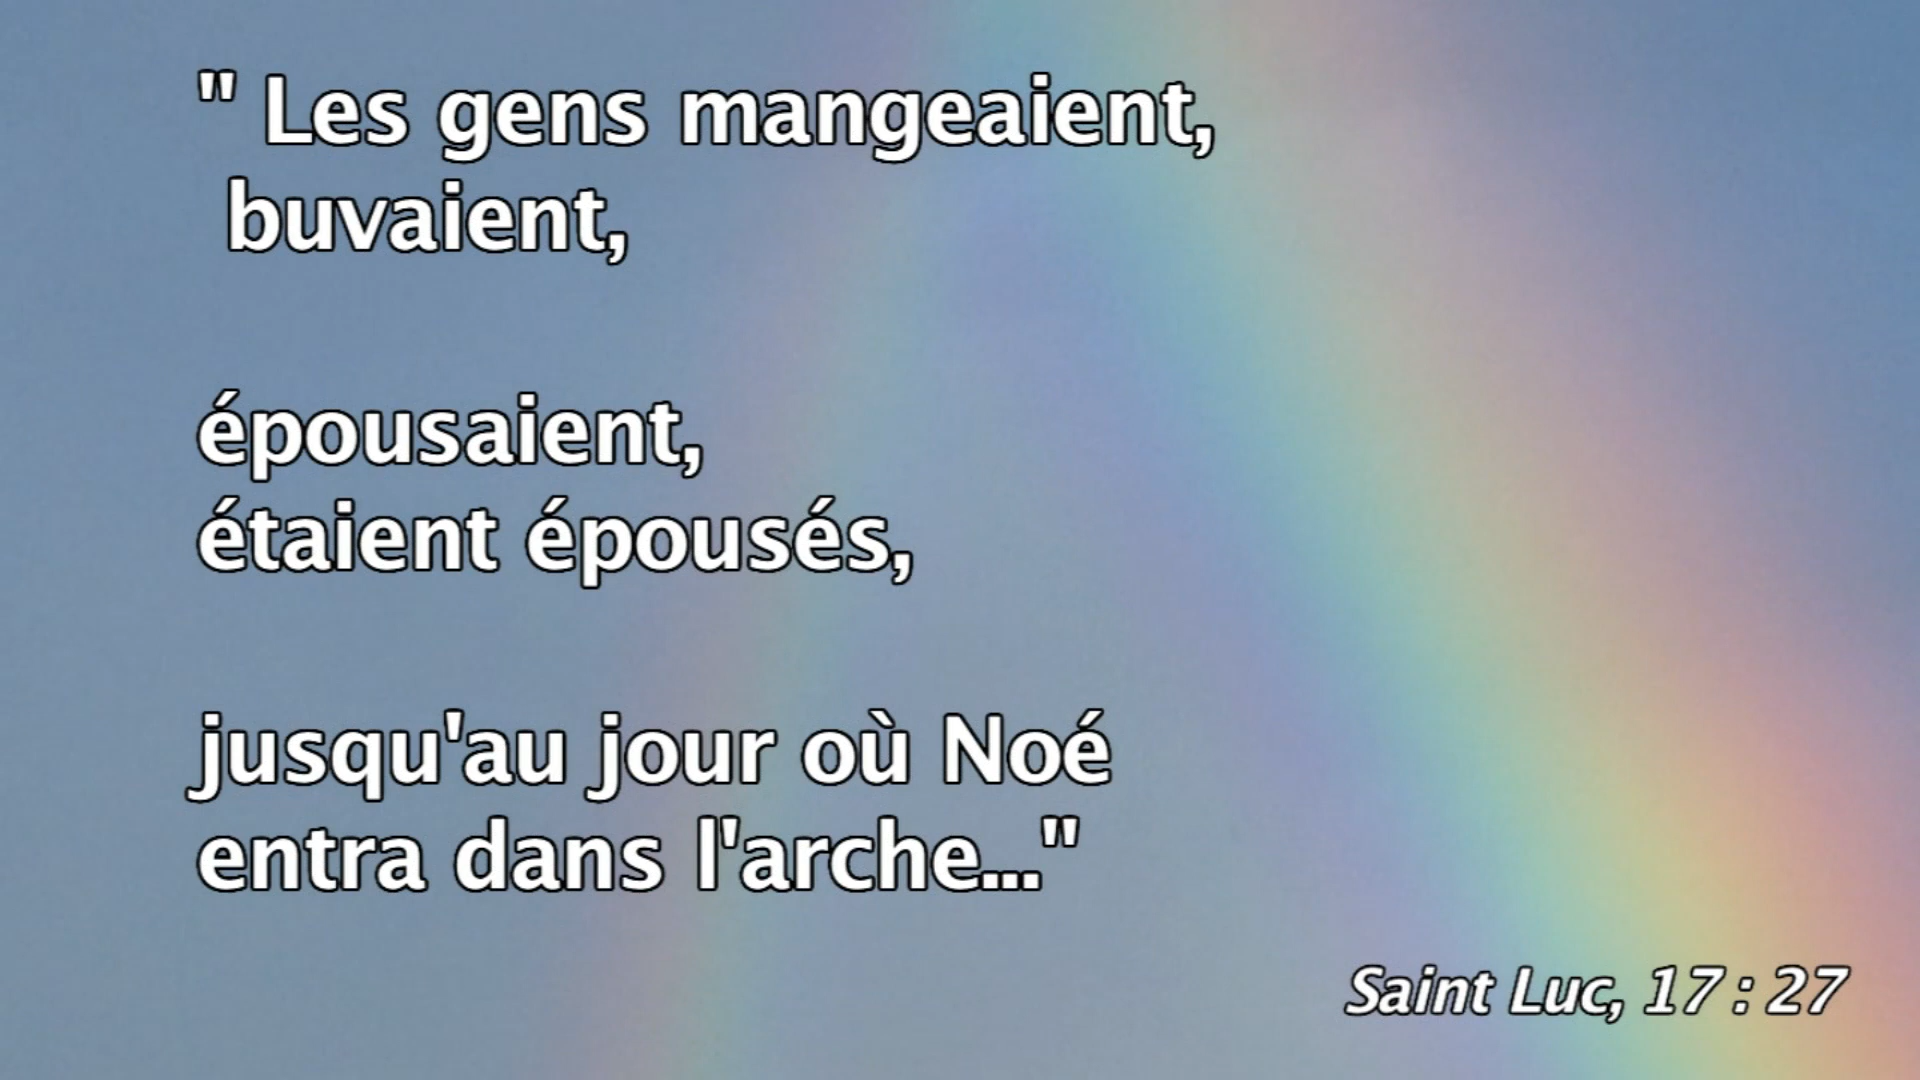 " Les gens mangeaient,
buvaient,
épousaient,
étaient épousés,
jusqu'au jour où Noé
entra dans l'arche..."
Saint Luc, 17 : 27